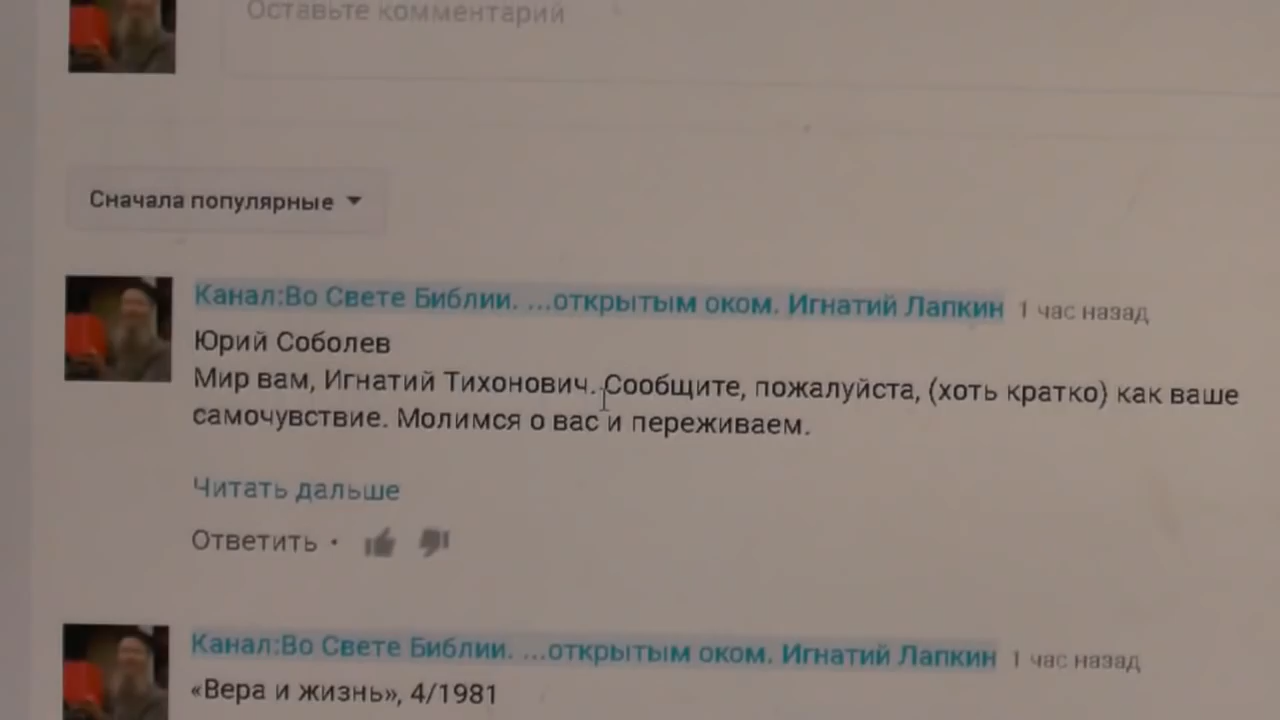 Оставьте комментарий
Сначала популярные
Канал:Во Свете Библии. ...открытым оком. Игнатий Лапкин 1 час назад
Юрий Соболев
Мир вам, Игнатий Тихонович. Сообщите, пожалуйста, (хоть кратко) как ваше
самочувствие. Молимся о вас и переживаем.
Читать дальше
Ответить •
Канал:Во Свете Библии. ...открытым оком. Игнатий Лапкин 1 час назад
«Вера и жизнь», 4/1981